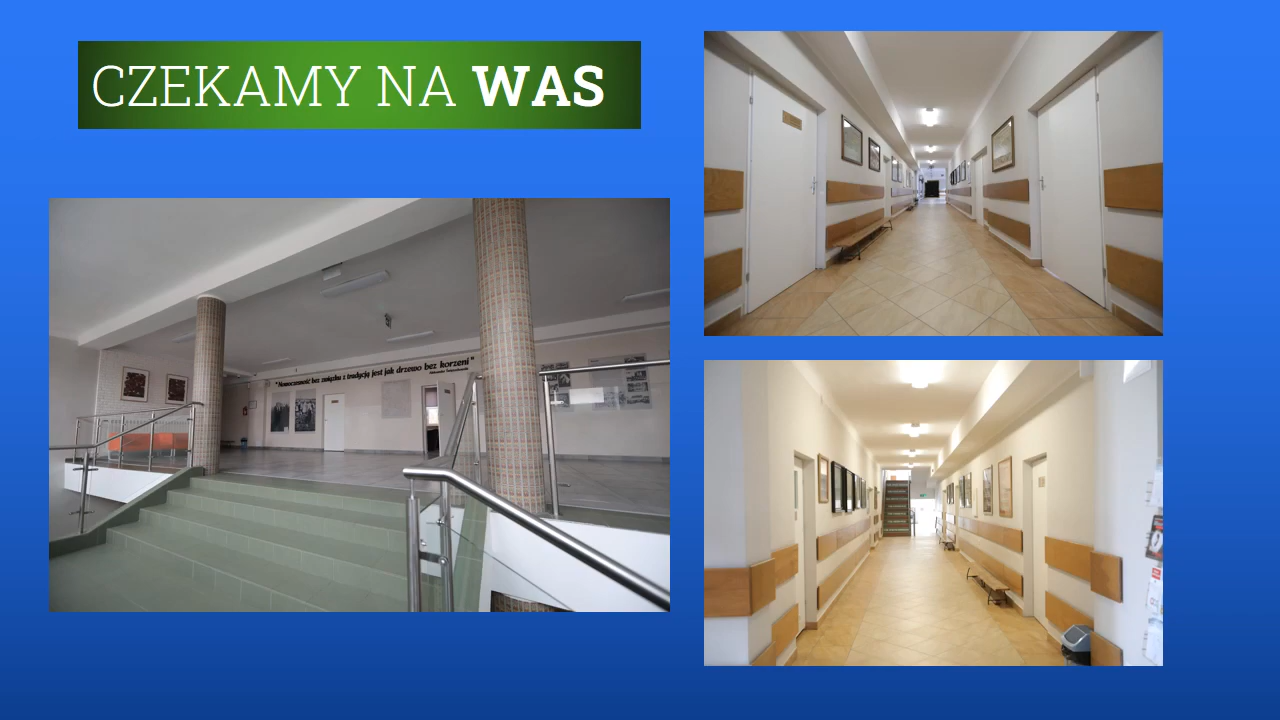 CZEKAMY NA WAS
"Nowoczesność bez związku z tradycją jest jak drzewo bez korzeni"